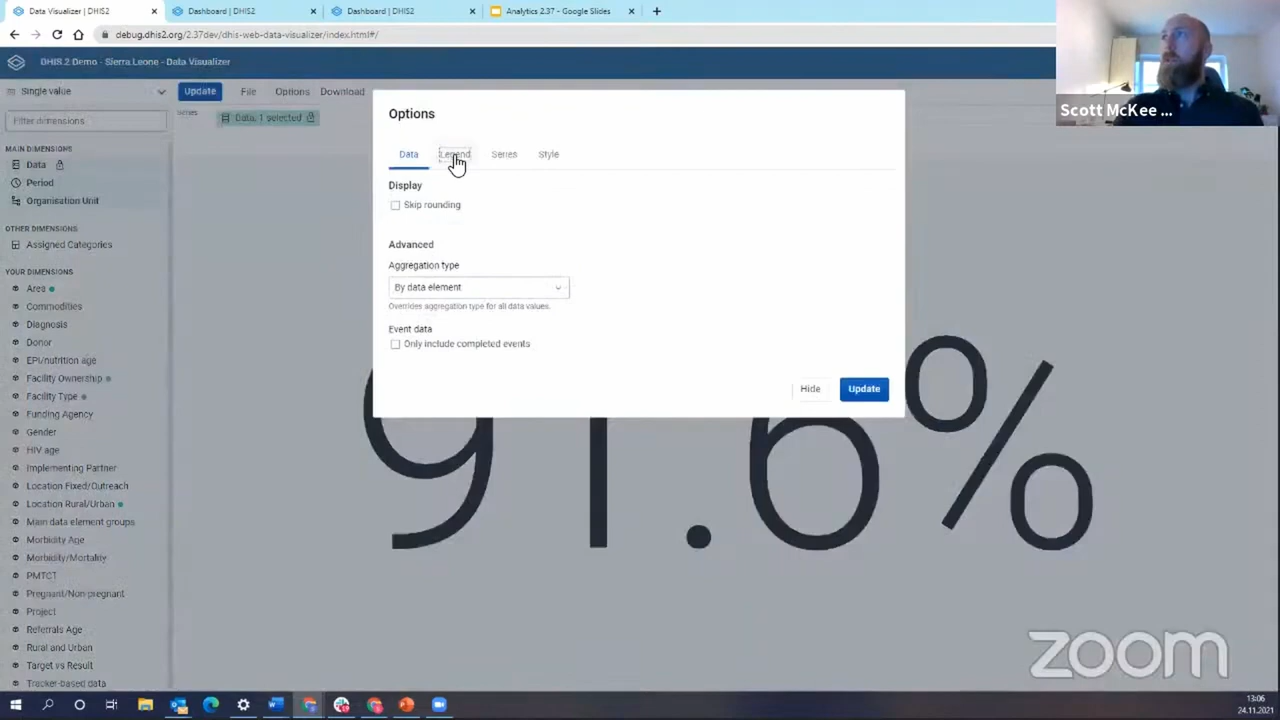 Data Visualizer | DHIS2
Dashboard | DHIS2
Dashboard | DHIS2
Analytics 2.37 - Google Slides
debug.dhis2.org/2.37dev/dhis-web-data-visualizer/index.html#/
DHIS 2 Demo - Sierra Leone - Data Visualizer
Scott McKee ...
Single value
Update
File
Options
Download
Series
Data: 1 selected
Filter dimensions
MAIN DIMENSIONS
Data
Period
Organisation Unit
OTHER DIMENSIONS
Assigned Categories
YOUR DIMENSIONS
Area
Commodities
Diagnosis
Donor
EPI/nutrition age
Facility Ownership
Facility Type
Funding Agency
Gender
HIV age
Implementing Partner
Location Fixed/Outreach
Location Rural/Urban
Main data element groups
Morbidity Age
Morbidity/Mortality
PMTCT
Pregnant/Non-pregnant
Project
Referrals Age
Rural and Urban
Target vs Result
Tracker-based data
Options
Data
Legend
Series
Style
Display
Skip rounding
Advanced
Aggregation type
By data element
Overrides aggregation type for all data values.
Event data
Only include completed events
Hide
Update
91.6%
zoom
13:06
24.11.2021